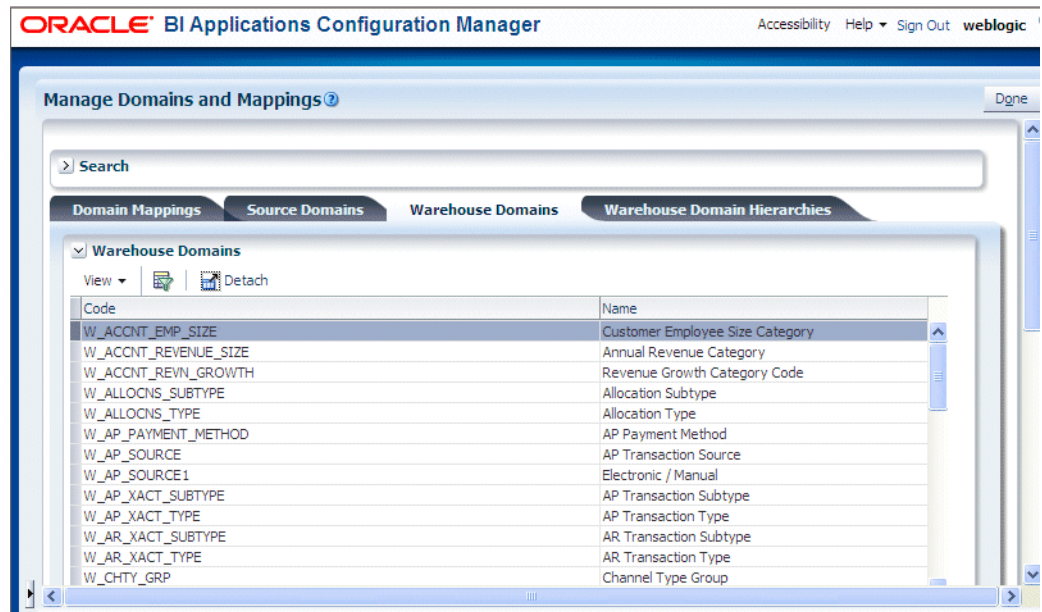 ORACLE BI Applications Configuration Manager Accessibility Help Sign Out weblogic
Manage Domains and Mappings Done
Search
Domain Mappings Source Domains Warehouse Domains Warehouse Domain Hierarchies
Warehouse Domains
View Detach
Code Name
W_ACCNT_EMP_SIZE Customer Employee Size Category
W_ACCNT_REVENUE_SIZE Annual Revenue Category
W_ACCNT_REVN_GROWTH Revenue Growth Category Code
W_ALLOCNS_SUBTYPE Allocation Subtype
W_ALLOCNS_TYPE Allocation Type
W_AP_PAYMENT_METHOD AP Payment Method
W_AP_SOURCE AP Transaction Source
W_AP_SOURCE1 Electronic / Manual
W_AP_XACT_SUBTYPE AP Transaction Subtype
W_AP_XACT_TYPE AP Transaction Type
W_AR_XACT_SUBTYPE AR Transaction Subtype
W_AR_XACT_TYPE AR Transaction Type
W_CHTY_GRP Channel Type Group